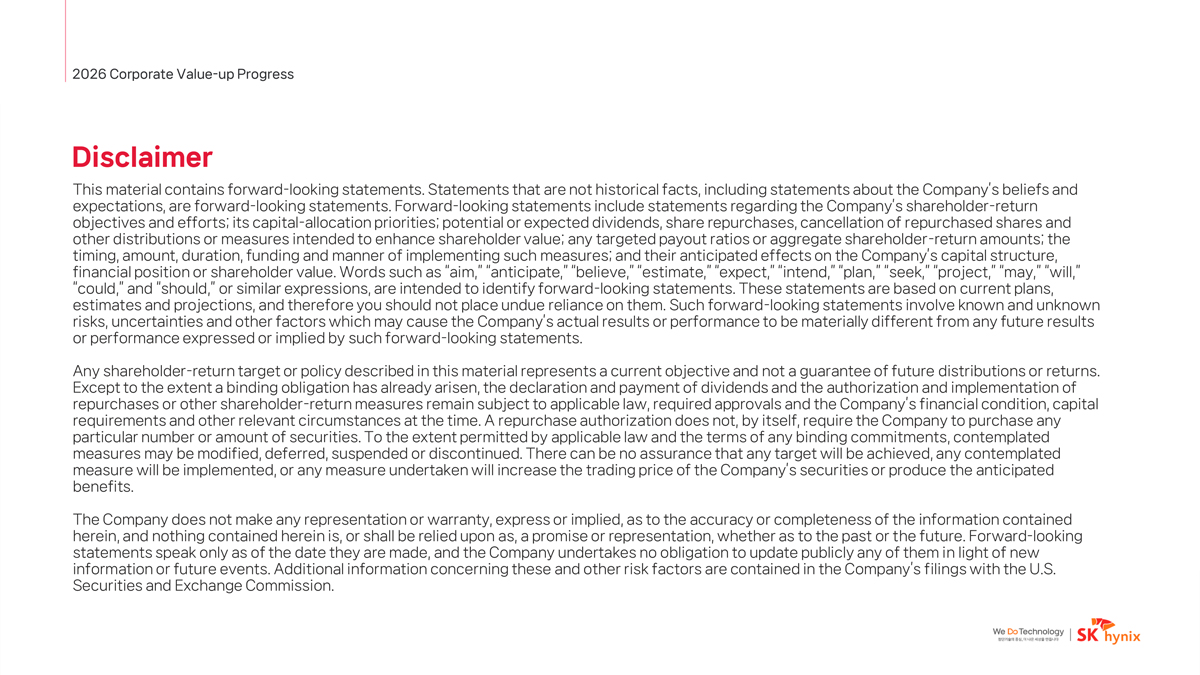 2026 Corporate Value-up Progress
Disclaimer
This material contains forward-looking statements. Statements that are not historical facts, including statements about the Company's beliefs and
expectations, are forward-looking statements. Forward-looking statements include statements regarding the Company's shareholder-return
objectives and efforts; its capital-allocation priorities; potential or expected dividends, share repurchases, cancellation of repurchased shares and
other distributions or measures intended to enhance shareholder value; any targeted payout ratios or aggregate shareholder-return amounts; the
timing, amount, duration, funding and manner of implementing such measures; and their anticipated effects on the Company's capital structure,
financial position or shareholder value. Words such as “aim,” “anticipate,” “believe,” “estimate,” “expect,” “intend,” “plan,” “seek,” “project,” “may,” “will,”
“could,” and “should,” or similar expressions, are intended to identify forward-looking statements. These statements are based on current plans,
estimates and projections, and therefore you should not place undue reliance on them. Such forward-looking statements involve known and unknown
risks, uncertainties and other factors which may cause the Company's actual results or performance to be materially different from any future results
or performance expressed or implied by such forward-looking statements.
Any shareholder-return target or policy described in this material represents a current objective and not a guarantee of future distributions or returns.
Except to the extent a binding obligation has already arisen, the declaration and payment of dividends and the authorization and implementation of
repurchases or other shareholder-return measures remain subject to applicable law, required approvals and the Company's financial condition, capital
requirements and other relevant circumstances at the time. A repurchase authorization does not, by itself, require the Company to purchase any
particular number or amount of securities. To the extent permitted by applicable law and the terms of any binding commitments, contemplated
measures may be modified, deferred, suspended or discontinued. There can be no assurance that any target will be achieved, any contemplated
measure will be implemented, or any measure undertaken will increase the trading price of the Company's securities or produce the anticipated
benefits.
The Company does not make any representation or warranty, express or implied, as to the accuracy or completeness of the information contained
herein, and nothing contained herein is, or shall be relied upon as, a promise or representation, whether as to the past or the future. Forward-looking
statements speak only as of the date they are made, and the Company undertakes no obligation to update publicly any of them in light of new
information or future events. Additional information concerning these and other risk factors are contained in the Company's filings with the U.S.
Securities and Exchange Commission.
We Do Technology
SK hynix